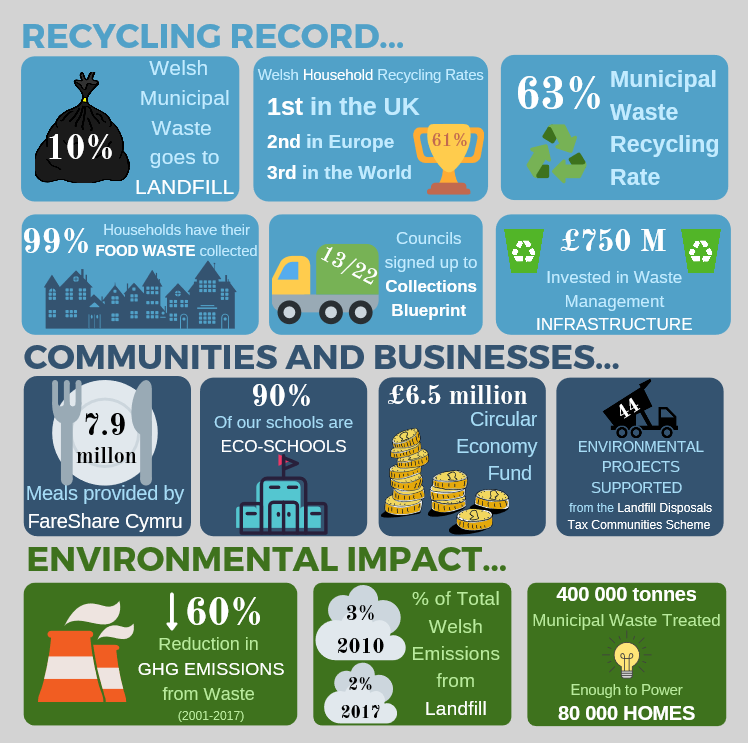 RECYCLING RECORD...
10%
Welsh
Municipal
Waste
goes to
LANDFILL
Welsh Household Recycling Rates
1st in the UK
2nd in Europe
3rd in the World
61%
63%
Municipal
Waste
Recycling
Rate
99%
Households have their
FOOD WASTE collected
13/22
Councils
signed up to
Collections
Blueprint
£750 M
Invested in Waste
Management
INFRASTRUCTURE
COMMUNITIES AND BUSINESSES...
7.9
millon
Meals provided by
FareShare Cymru
90%
Of our schools are
ECO-SCHOOLS
£6.5 million
Circular
Economy
Fund
44
ENVIRONMENTAL
PROJECTS
SUPPORTED
from the Landfill Disposals
Tax Communities Scheme
ENVIRONMENTAL IMPACT...
60%
Reduction in
GHG EMISSIONS
from Waste
(2001-2017)
3%
2010
2%
2017
% of Total
Welsh
Emissions
from
Landfill
400 000 tonnes
Municipal Waste Treated
Enough to Power
80 000 HOMES